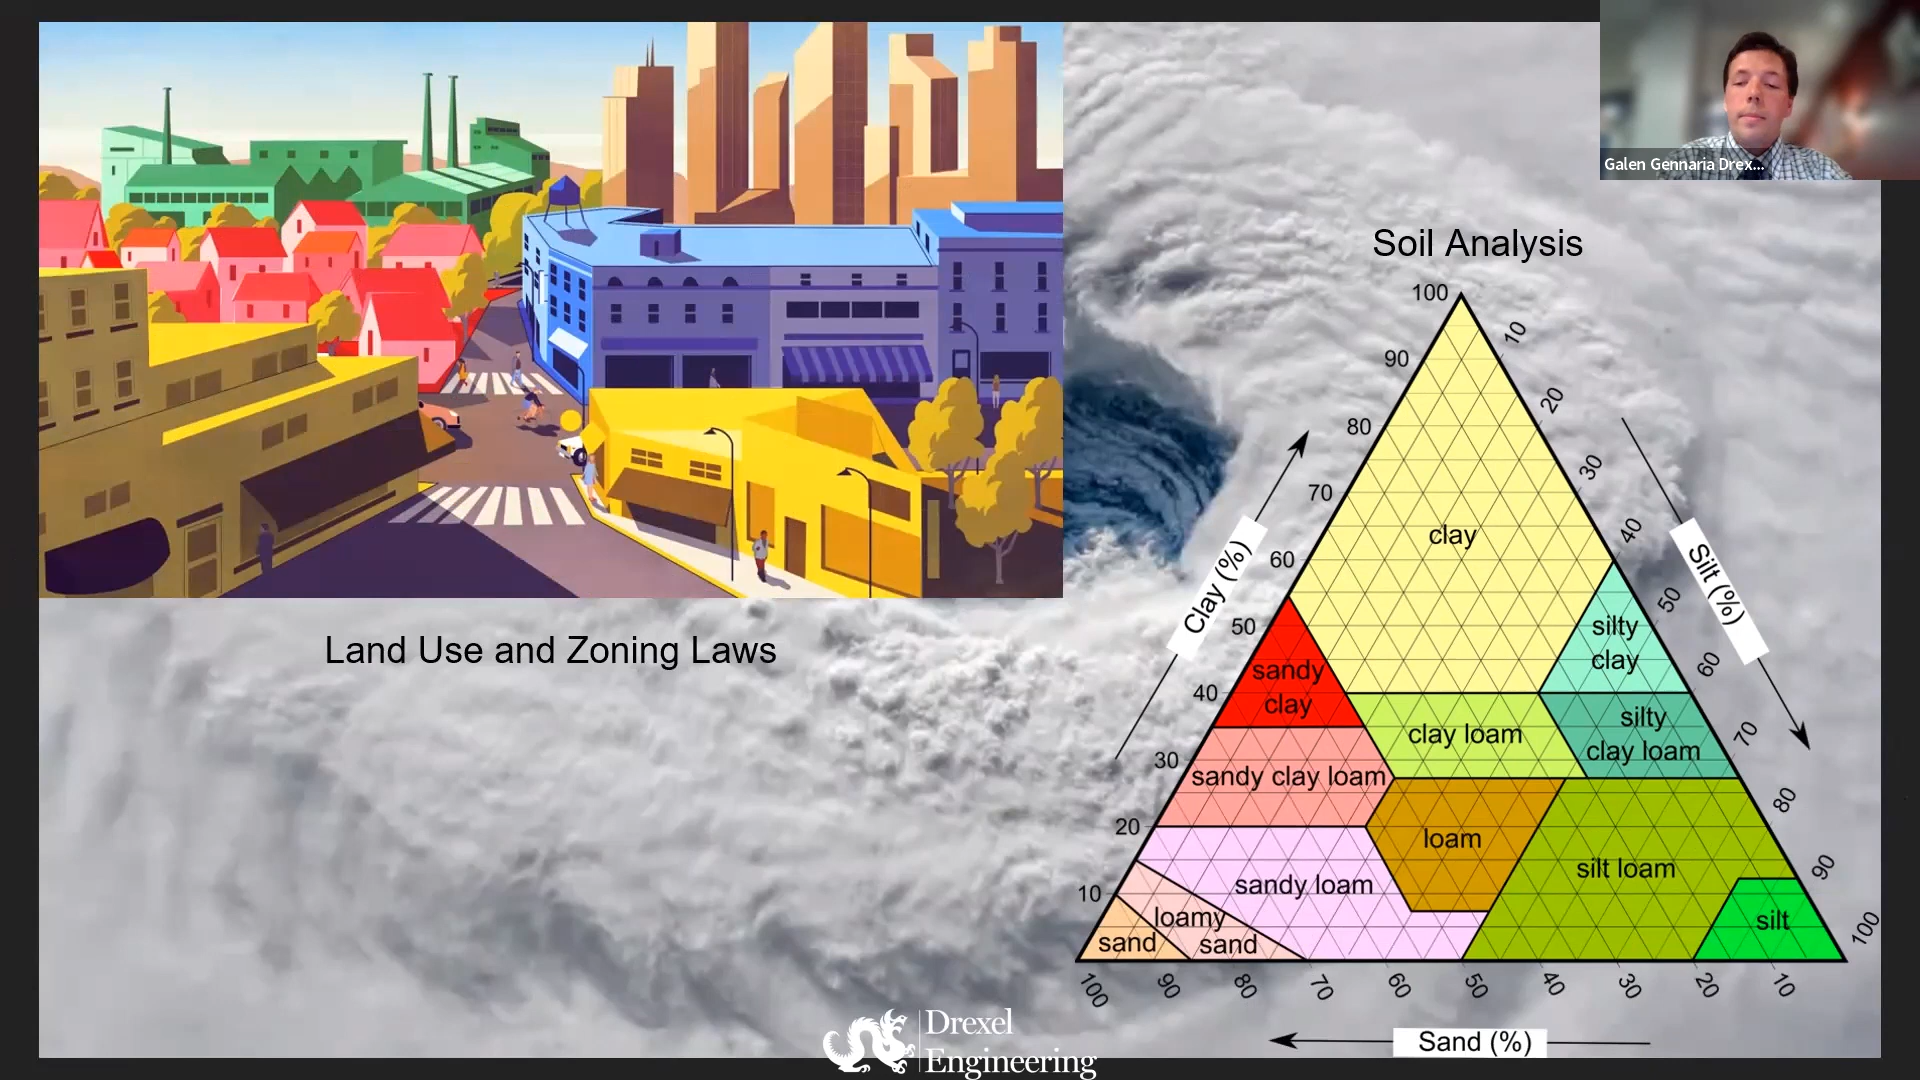 Galen Gennaria Drex...
Soil Analysis
Land Use and Zoning Laws
100
90
80
70
60
50
40
30
20
10
Clay (%)
10
20
30
40
50
60
70
80
90
100
Silt (%)
clay
silty
clay
sandy
clay
clay loam
silty
clay loam
sandy clay loam
loam
silt loam
sandy loam
loamy
sand
sand
silt
100
90
80
70
60
50
40
30
20
10
Sand (%)
Drexel
Engineering